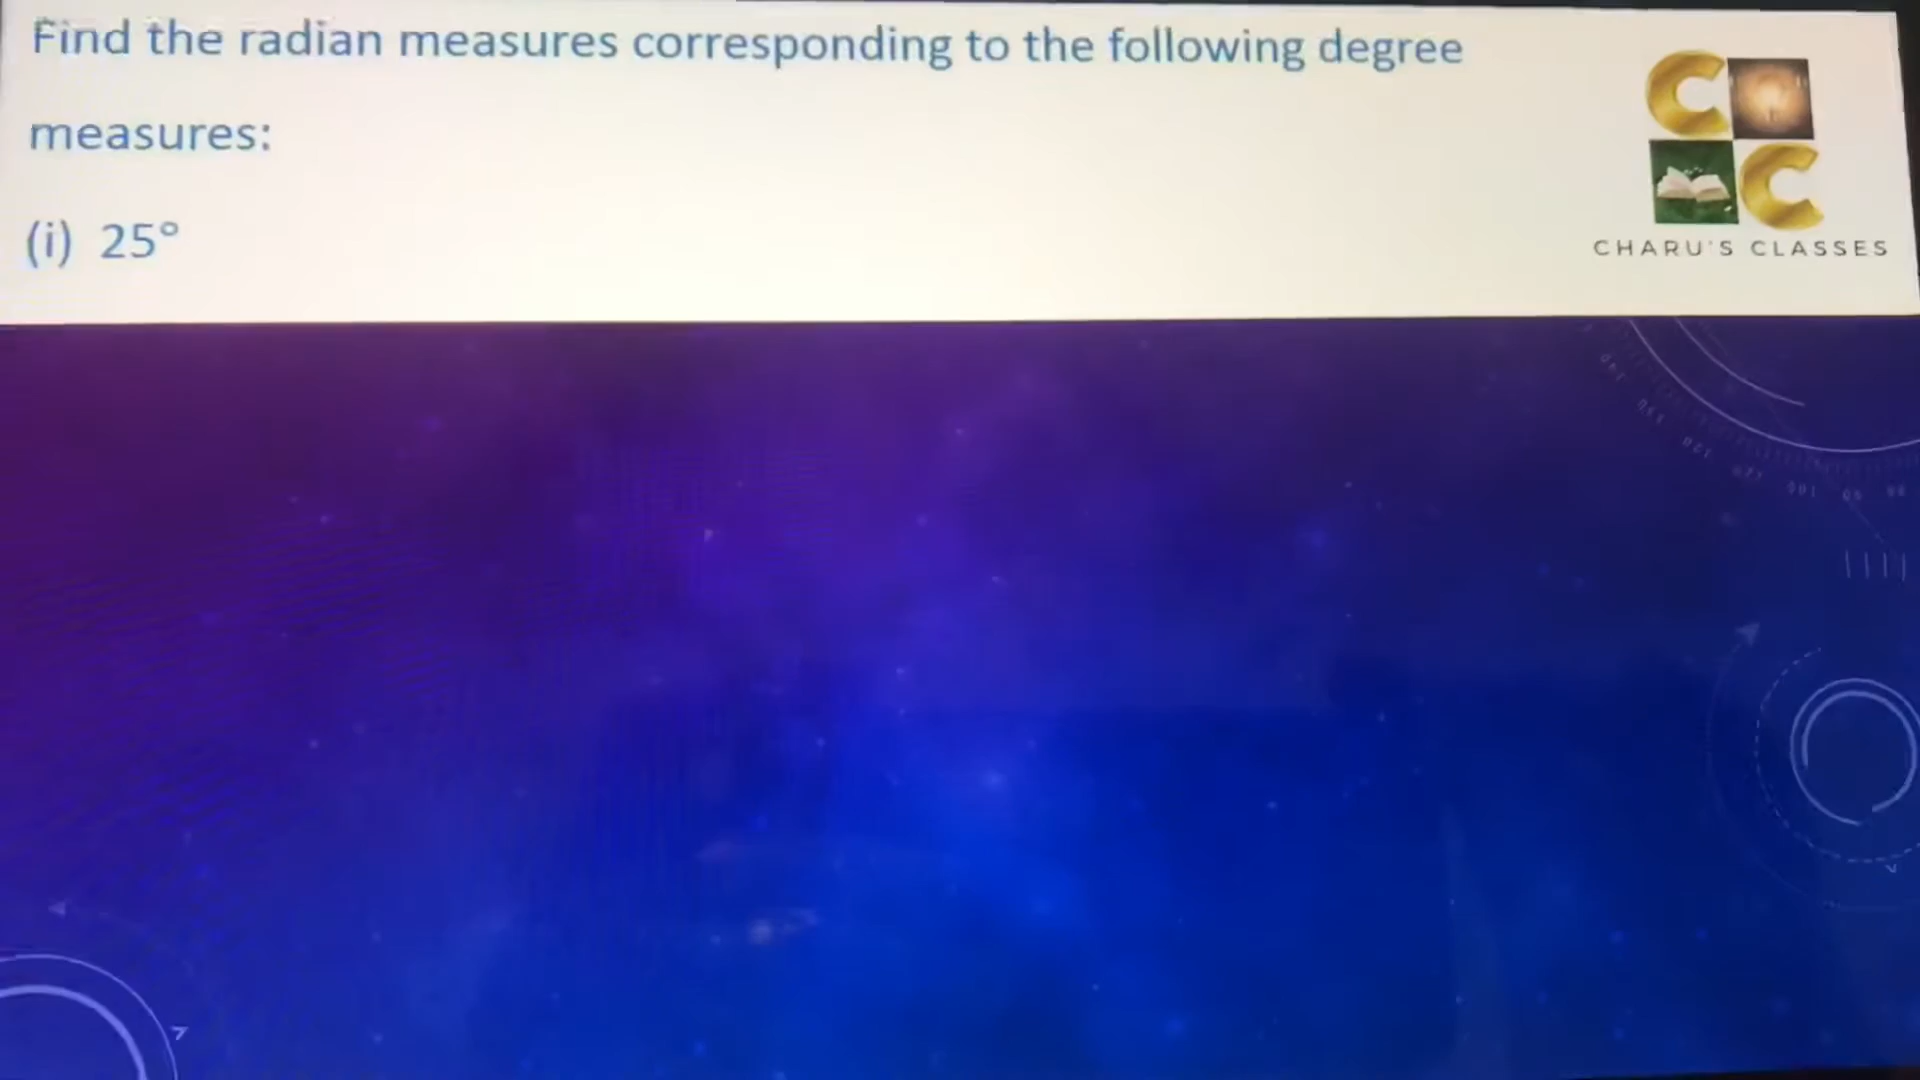 Find the radian measures corresponding to the following degree
measures:
(i) 25°
CHARU'S CLASSES